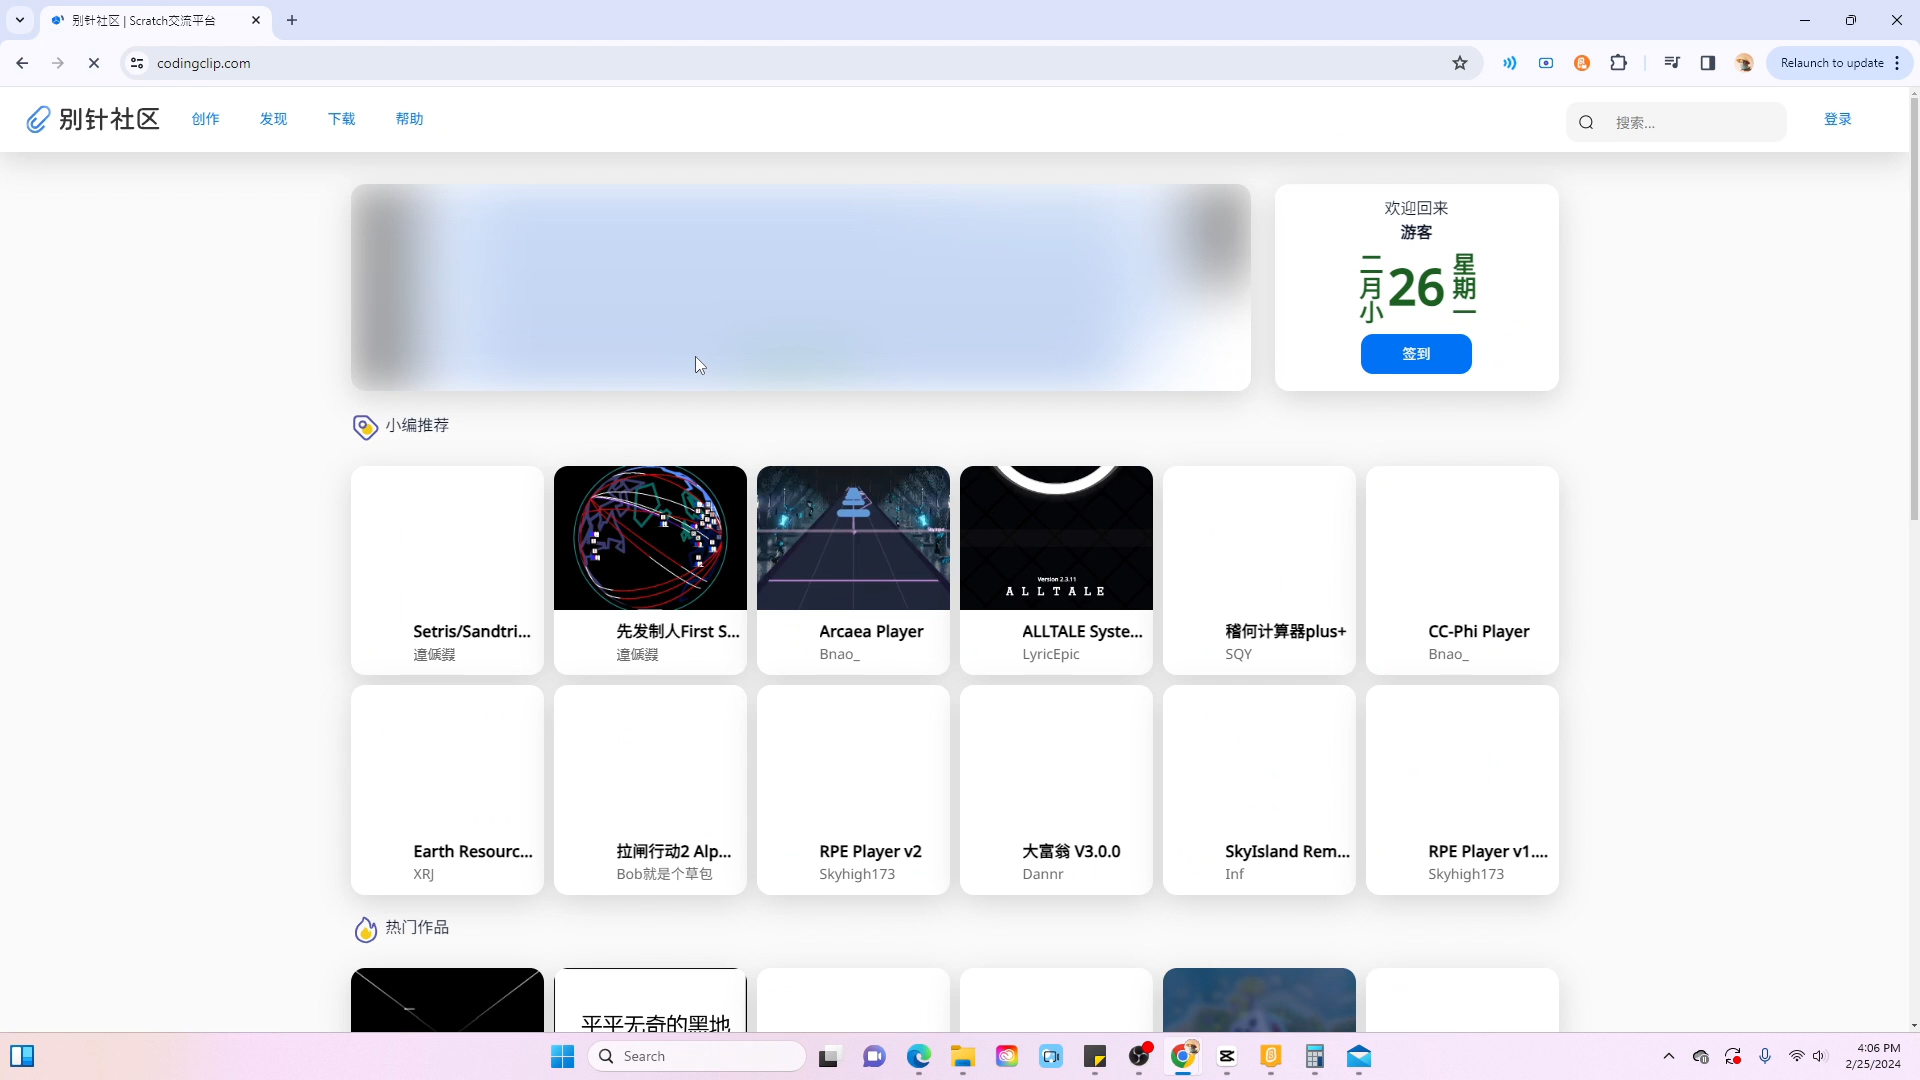 别针社区 | Scratch交流平台
codingclip.com
Relaunch to update
别针社区
创作
发现
下载
帮助
搜索...
登录
欢迎回来
游客
二月小
26
星期一
签到
小编推荐
Version 2.3.11
ALLTALE
Setris/Sandtri...
先发制人First S...
Arcaea Player
ALLTALE Syste...
稽何计算器plus+
CC-Phi Player
Bnao_
LyricEpic
SQY
Bnao_
Earth Resourc...
拉闸行动2 Alp...
RPE Player v2
大富翁 V3.0.0
SkyIsland Rem...
RPE Player v1....
XRJ
Bob就是个草包
Skyhigh173
Dannr
Inf
Skyhigh173
热门作品
平平无奇的黑地
Search
4:06 PM
2/25/2024